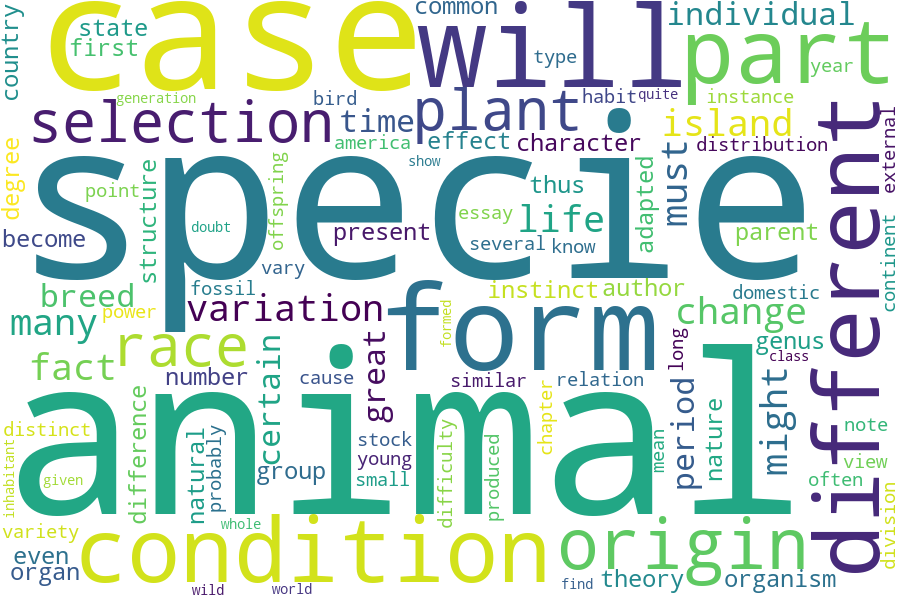 country
state
first
case
common
will
type
individual
part
year
generation
bird
habit
quite
instance
selection
time
plant
island
america
effect
character
distribution
external
show
degree
structure
offspring
point
specie
thus
adapted
must
different
essay
life
doubt
become
present
several
know
parent
continent
vary
fossil
instinct
author
domestic
breed
power
variation
form
formed
change
many
race
great
long
genus
class
fact
certain
number
cause
similar
relation
period
nature
might
animal
distinct
difference
natural
probably
stock
young
small
group
difficulty
produced
chapter
mean
note
view
often
inhabitant
given
variety
whole
condition
origin
division
even
organ
wild
world
find
theory
organism